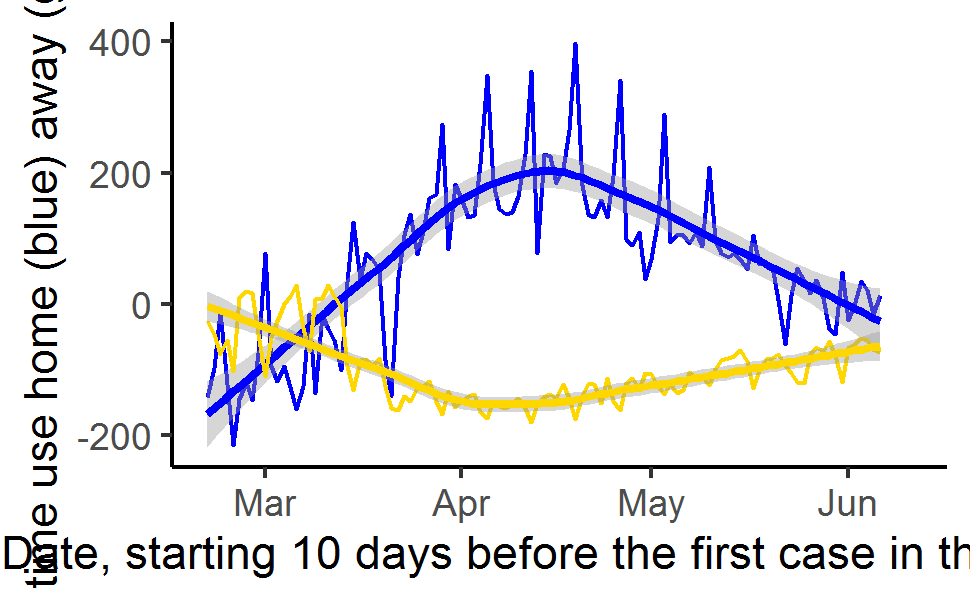 time use home (blue) away (
400
200
0
-200
Mar Apr May Jun
Date, starting 10 days before the first case in th